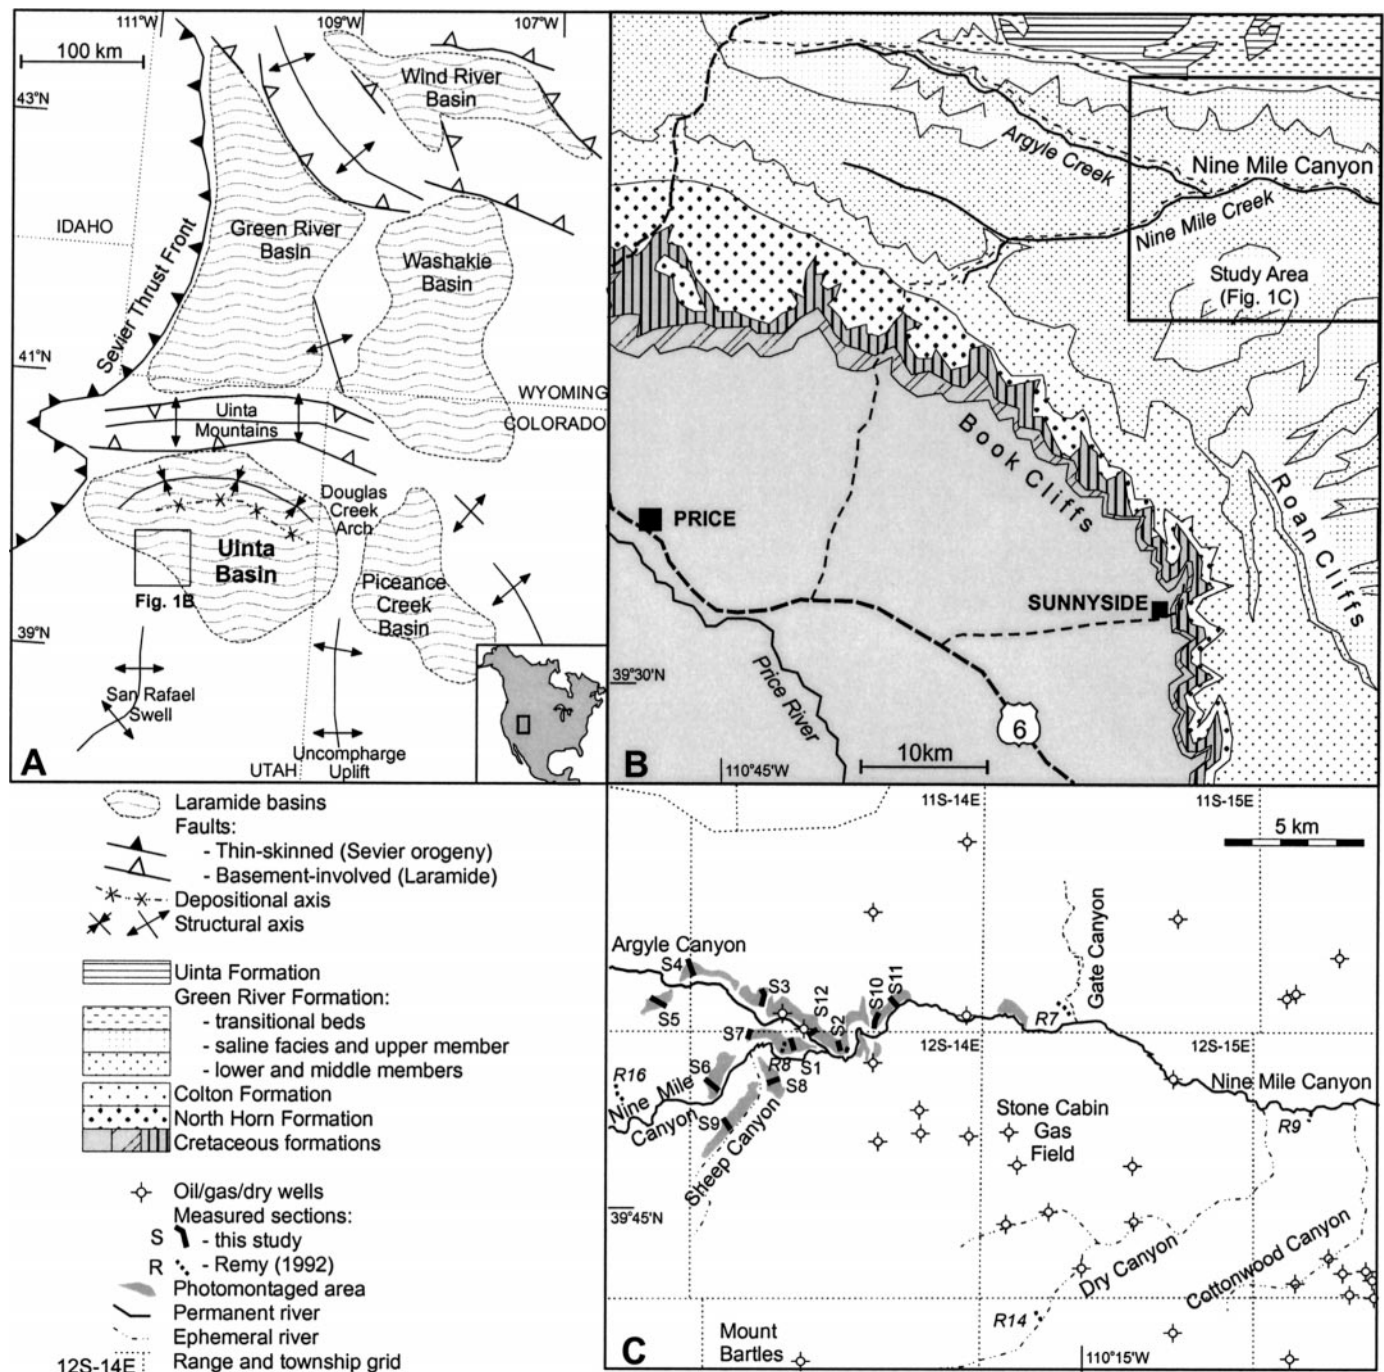 111°W
109°W
107°W
100 km
43°N
Wind River
Basin
IDAHO
Sevier Thrust Front
Green River
Basin
Washakie
Basin
41°N
WYOMING
COLORADO
Uinta
Mountains
Douglas
Creek
Arch
Uinta
Basin
Fig. 1B
Piceance
Creek
Basin
39°N
San Rafael
Swell
Uncompharge
Uplift
UTAH
A
Argyle Creek
Nine Mile Canyon
Nine Mile Creek
Study Area
(Fig. 1C)
Book Cliffs
Roan Cliffs
PRICE
SUNNYSIDE
Price River
39°30'N
6
110°45'W
10km
B
Laramide basins
Faults:
- Thin-skinned (Sevier orogeny)
- Basement-involved (Laramide)
Depositional axis
Structural axis
Uinta Formation
Green River Formation:
- transitional beds
- saline facies and upper member
- lower and middle members
Colton Formation
North Horn Formation
Cretaceous formations
Oil/gas/dry wells
Measured sections:
S - this study
R - Remy (1992)
Photomontaged area
Permanent river
Ephemeral river
12S-14E Range and township grid
11S-14E
11S-15E
5 km
Argyle Canyon
Gate Canyon
S4
S5
S3
S12
S10
S11
S7
S2
R7
R8
S1
S6
S8
S9
R16
Nine Mile
Canyon
Sheep Canyon
12S-14E
12S-15E
Nine Mile Canyon
R9
Stone Cabin
Gas
Field
39°45'N
Dry Canyon
Cottonwood Canyon
R14
Mount
Bartles
110°15'W
C